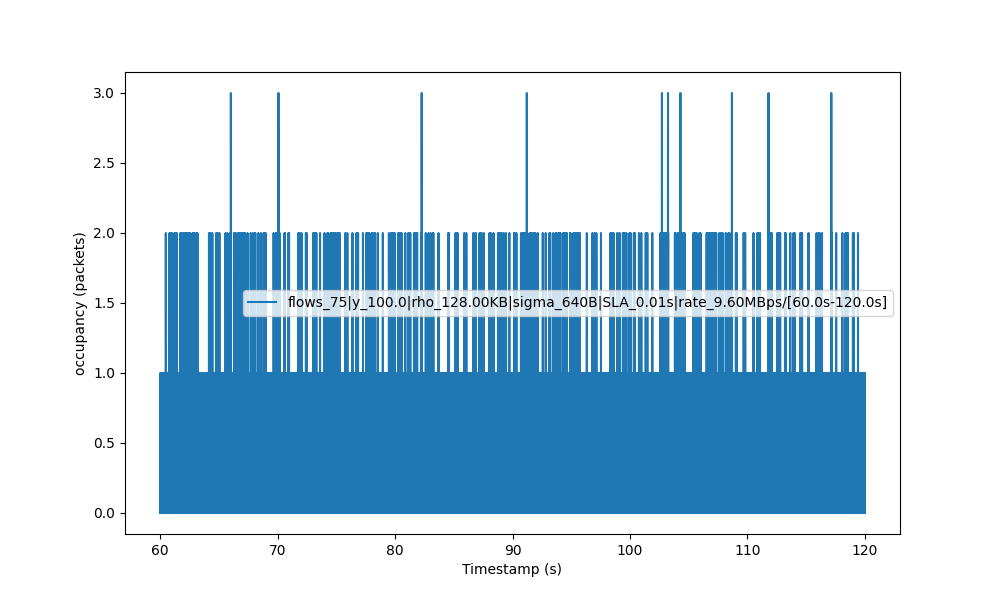 3.0
2.5
2.0
1.5
1.0
0.5
0.0
occupancy (packets)
flows_75|y_100.0|rho_128.00KB|sigma_640B|SLA_0.01s|rate_9.60MBps/[60.0s-120.0s]
60 70 80 90 100 110 120
Timestamp (s)